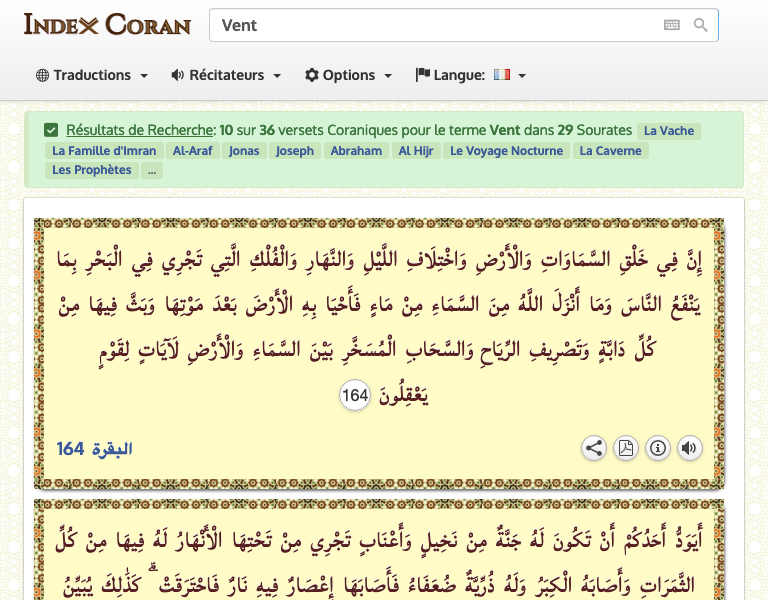 Index Coran
Vent
Traductions Récitateurs Options Langue:
Résultats de Recherche: 10 sur 36 versets Coraniques pour le terme Vent dans 29 Sourates La Vache
La Famille d'Imran Al-Araf Jonas Joseph Abraham Al Hijr Le Voyage Nocturne La Caverne
Les Prophètes ...
إِنَّ فِي خَلْقِ السَّمَاوَاتِ وَالْأَرْضِ وَاخْتِلَافِ اللَّيْلِ وَالنَّهَارِ وَالْفُلْكِ الَّتِي تَجْرِي فِي الْبَحْرِ بِمَا
يَنْفَعُ النَّاسَ وَمَا أَنْزَلَ اللَّهُ مِنَ السَّمَاءِ مِنْ مَاءٍ فَأَحْيَا بِهِ الْأَرْضَ بَعْدَ مَوْتِهَا وَبَثَّ فِيهَا مِنْ
كُلِّ دَابَّةٍ وَتَصْرِيفِ الرِّيَاحِ وَالسَّحَابِ الْمُسَخَّرِ بَيْنَ السَّمَاءِ وَالْأَرْضِ لَآيَاتٍ لِقَوْمٍ
يَعْقِلُونَ 164
البقرة 164
أَيَوَدُّ أَحَدُكُمْ أَنْ تَكُونَ لَهُ جَنَّةٌ مِنْ نَخِيلٍ وَأَعْنَابٍ تَجْرِي مِنْ تَحْتِهَا الْأَنْهَارُ لَهُ فِيهَا مِنْ كُلِّ
الثَّمَرَاتِ وَأَصَابَهُ الْكِبَرُ وَلَهُ ذُرِّيَّةٌ ضُعَفَاءُ فَأَصَابَهَا إِعْصَارٌ فِيهِ نَارٌ فَاحْتَرَقَتْ ۗ كَذَٰلِكَ يُبَيِّنُ